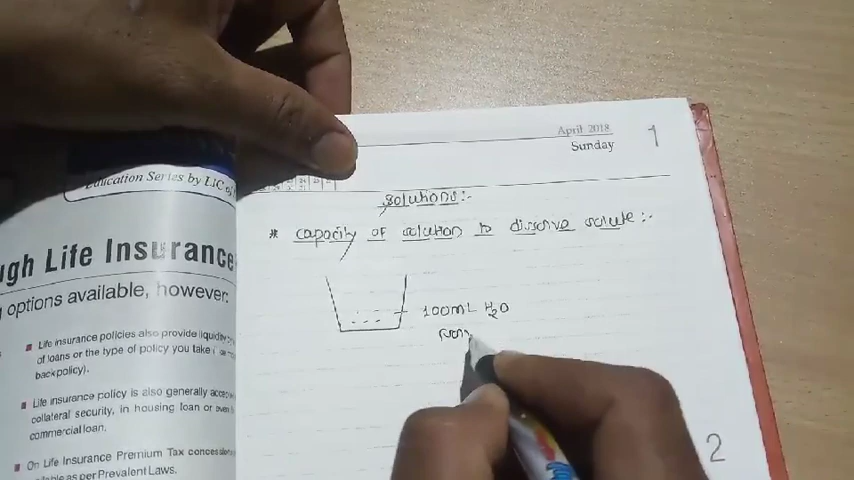 Education Series by LIC of
ugh Life Insurance
g options available, however:
Life insurance policies also provide liquidity
of loans or the type of policy you take
back policy).
Life insurance policy is also generally
collateral security, in housing loan or even
commercial loan.
On Life Insurance Premium Tax
as per Prevalent Laws.
April 2018
Sunday
1
solutions:-
* capacity of solution to dissolve solute:-
100mL H2O
2